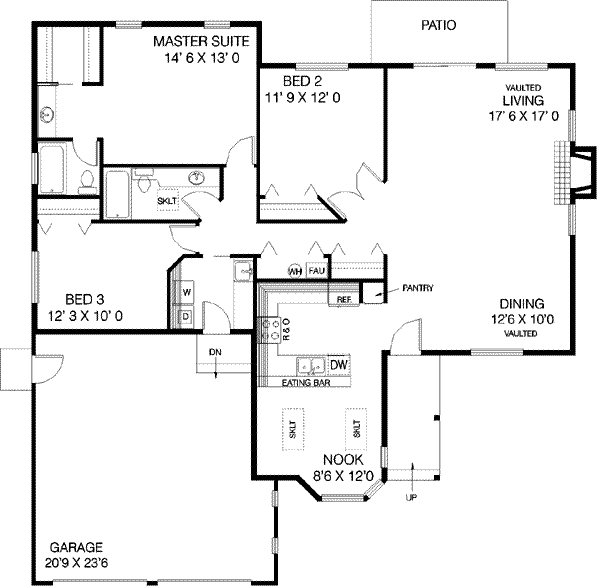 PATIO
MASTER SUITE
14' 6 X 13' 0
BED 2
11' 9 X 12' 0
VAULTED
LIVING
17' 6 X 17' 0
SKLT
WH
FAU
BED 3
12' 3 X 10' 0
W
D
REF.
PANTRY
DINING
12'6 X 10'0
VAULTED
R & O
DN
DW
EATING BAR
SKLT
SKLT
NOOK
8'6 X 12'0
UP
GARAGE
20'9 X 23'6